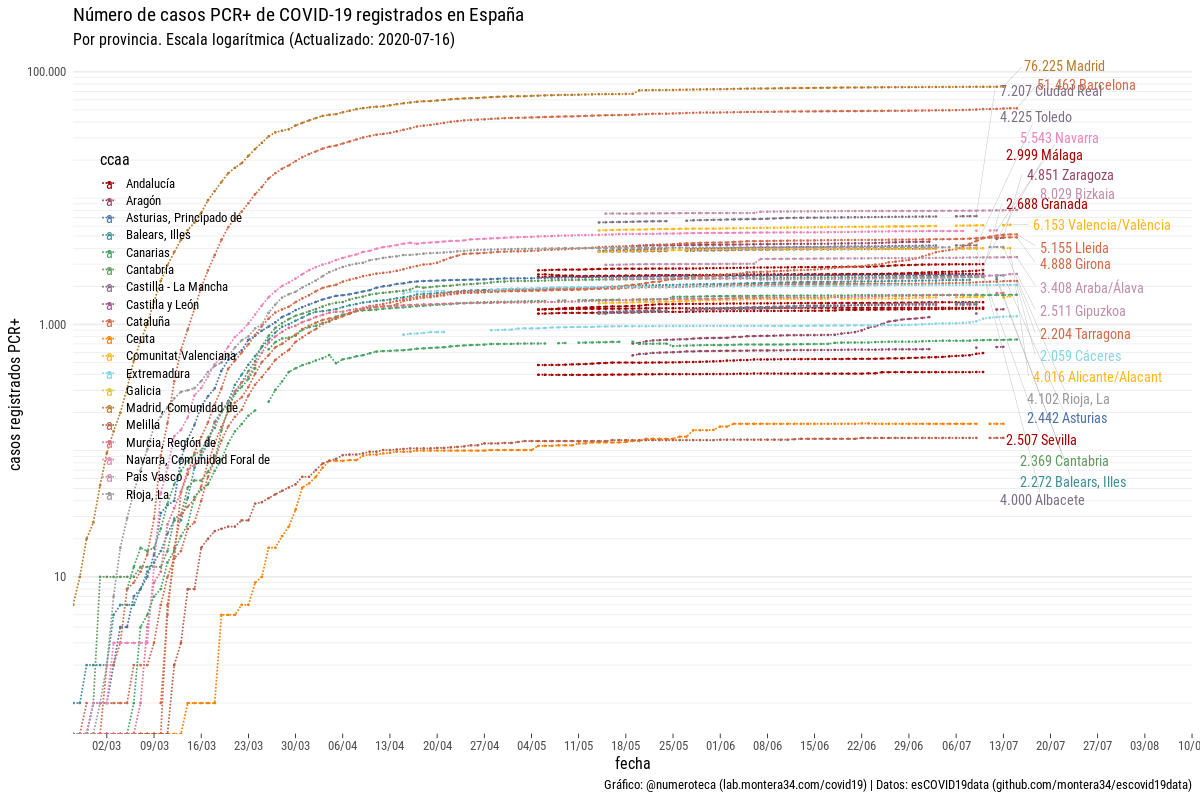 Número de casos PCR+ de COVID-19 registrados en España
Por provincia. Escala logarítmica (Actualizado: 2020-07-16)
100.000
1.000
10
casos registrados PCR+
ccaa
Andalucía
Aragón
Asturias, Principado de
Balears, Illes
Canarias
Cantabria
Castilla - La Mancha
Castilla y León
Cataluña
Ceuta
Comunitat Valenciana
Extremadura
Galicia
Madrid, Comunidad de
Melilla
Murcia, Región de
Navarra, Comunidad Foral de
País Vasco
Rioja, La
76.225 Madrid
51.463 Barcelona
7.207 Ciudad Real
4.225 Toledo
5.543 Navarra
2.999 Málaga
4.851 Zaragoza
8.029 Bizkaia
2.688 Granada
6.153 Valencia/València
5.155 Lleida
4.888 Girona
3.408 Araba/Álava
2.511 Gipuzkoa
2.204 Tarragona
2.059 Cáceres
4.016 Alicante/Alacant
4.102 Rioja, La
2.442 Asturias
2.507 Sevilla
2.369 Cantabria
2.272 Balears, Illes
4.000 Albacete
02/03 09/03 16/03 23/03 30/03 06/04 13/04 20/04 27/04 04/05 11/05 18/05 25/05 01/06 08/06 15/06 22/06 29/06 06/07 13/07 20/07 27/07 03/08 10/0
fecha
Gráfico: @numeroteca (lab.montera34.com/covid19) | Datos: esCOVID19data (github.com/montera34/escovid19data)